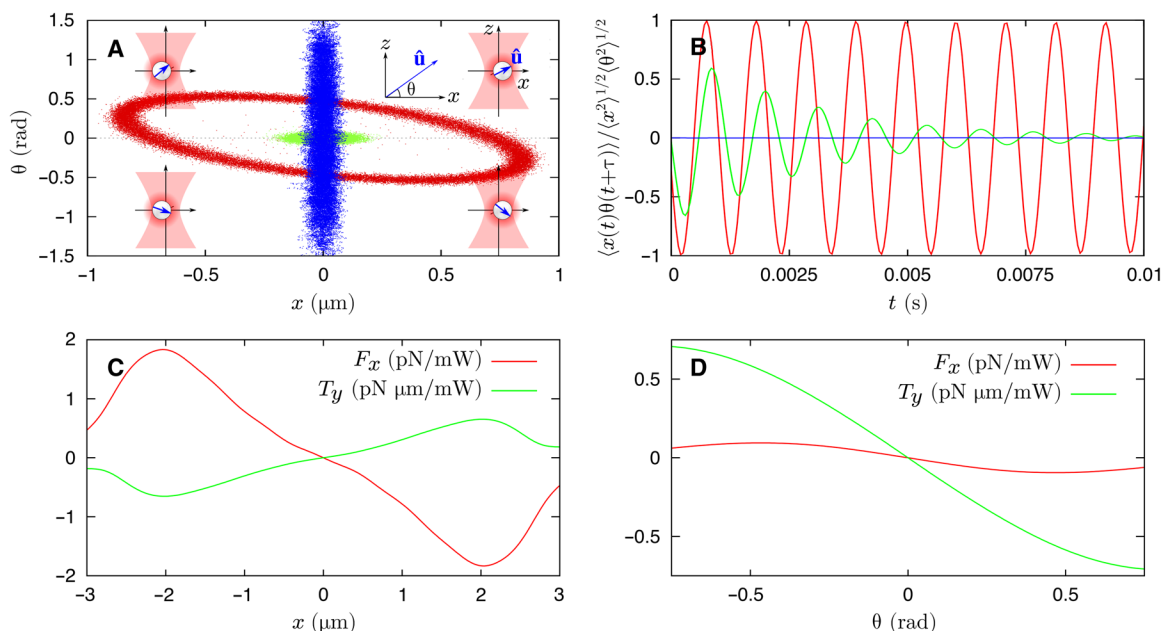 A
z
û
θ
x
z
û
x
1.5
1
0.5
0
−0.5
−1
−1.5
θ (rad)
−1
−0.5
0
0.5
1
x (μm)
B
1
0.5
0
−0.5
−1
⟨x(t)θ(t+τ)⟩/⟨x²⟩^{1/2}⟨θ²⟩^{1/2}
0
0.0025
0.005
0.0075
0.01
t (s)
C
F_x (pN/mW)
T_y (pN μm/mW)
2
1
0
−1
−2
−3
−2
−1
0
1
2
3
x (μm)
D
F_x (pN/mW)
T_y (pN μm/mW)
0.5
0
−0.5
−0.5
0
0.5
θ (rad)